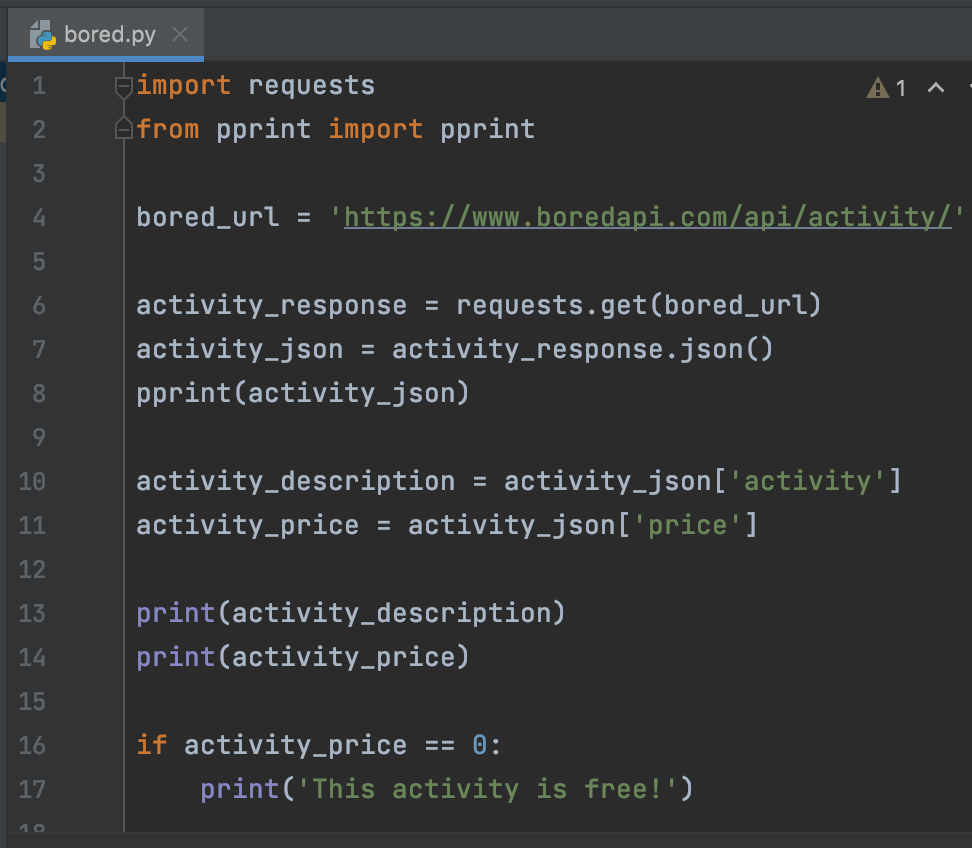 bored.py
1 import requests
2 from pprint import pprint
3
4 bored_url = 'https://www.boredapi.com/api/activity/'
5
6 activity_response = requests.get(bored_url)
7 activity_json = activity_response.json()
8 pprint(activity_json)
9
10 activity_description = activity_json['activity']
11 activity_price = activity_json['price']
12
13 print(activity_description)
14 print(activity_price)
15
16 if activity_price == 0:
17     print('This activity is free!')
18
1